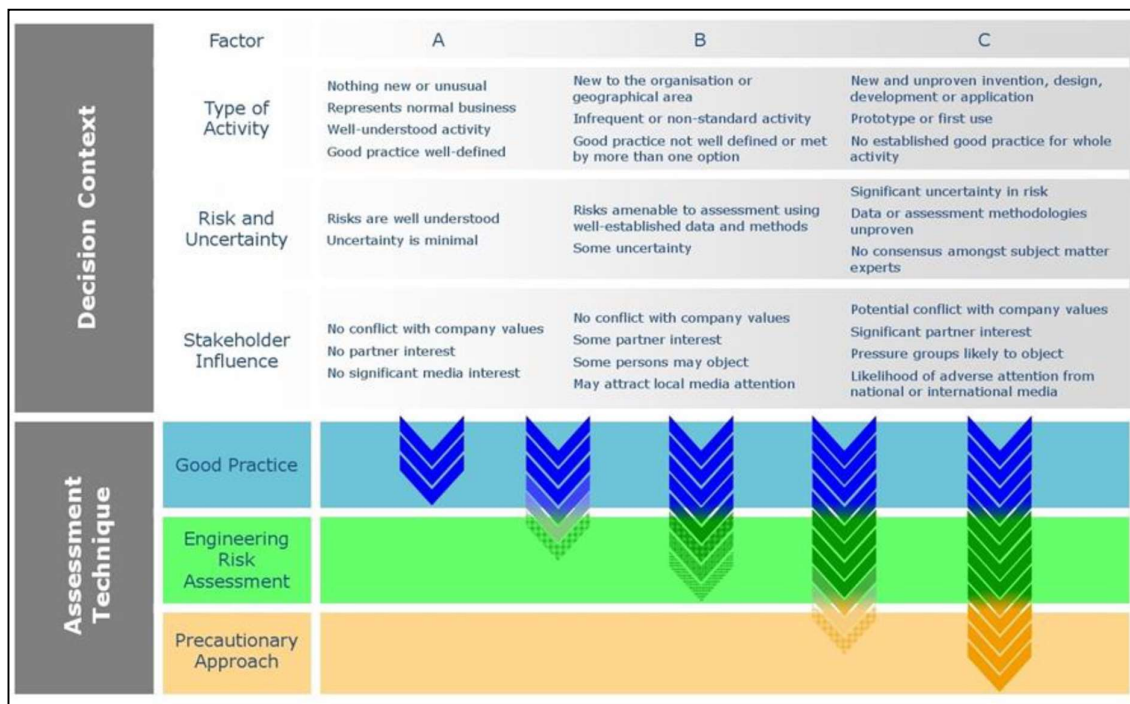 Decision Context
Factor
A
B
C
Type of
Activity
Nothing new or unusual
Represents normal business
Well-understood activity
Good practice well-defined
New to the organisation or
geographical area
Infrequent or non-standard activity
Good practice not well defined or met
by more than one option
New and unproven invention, design,
development or application
Prototype or first use
No established good practice for whole
activity
Risk and
Uncertainty
Risks are well understood
Uncertainty is minimal
Risks amenable to assessment using
well-established data and methods
Some uncertainty
Significant uncertainty in risk
Data or assessment methodologies
unproven
No consensus amongst subject matter
experts
Stakeholder
Influence
No conflict with company values
No partner interest
No significant media interest
No conflict with company values
Some partner interest
Some persons may object
May attract local media attention
Potential conflict with company values
Significant partner interest
Pressure groups likely to object
Likelihood of adverse attention from
national or international media
Assessment
Technique
Good Practice
Engineering
Risk
Assessment
Precautionary
Approach